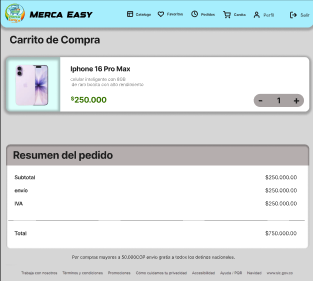 Merca Easy
Catalogo
Favoritos
Pedidos
Carrito
Perfil
Salir
Carrito de Compra
Iphone 16 Pro Max
celular inteligente con 8GB
de ram bonito con alto rendimiento
$250.000
- 1 +
Resumen del pedido
Subtotal $250.000.00
envio $250.000.00
IVA $250.000.00
Total $750.000.00
Por compras mayores a 50.000COP envio gratis a todos los destinos nacionales.
Trabaja con nosotros Términos y condiciones Promociones Cómo cuidamos tu privacidad Accesibilidad Ayuda / PQR Navidad www.sic.gov.co